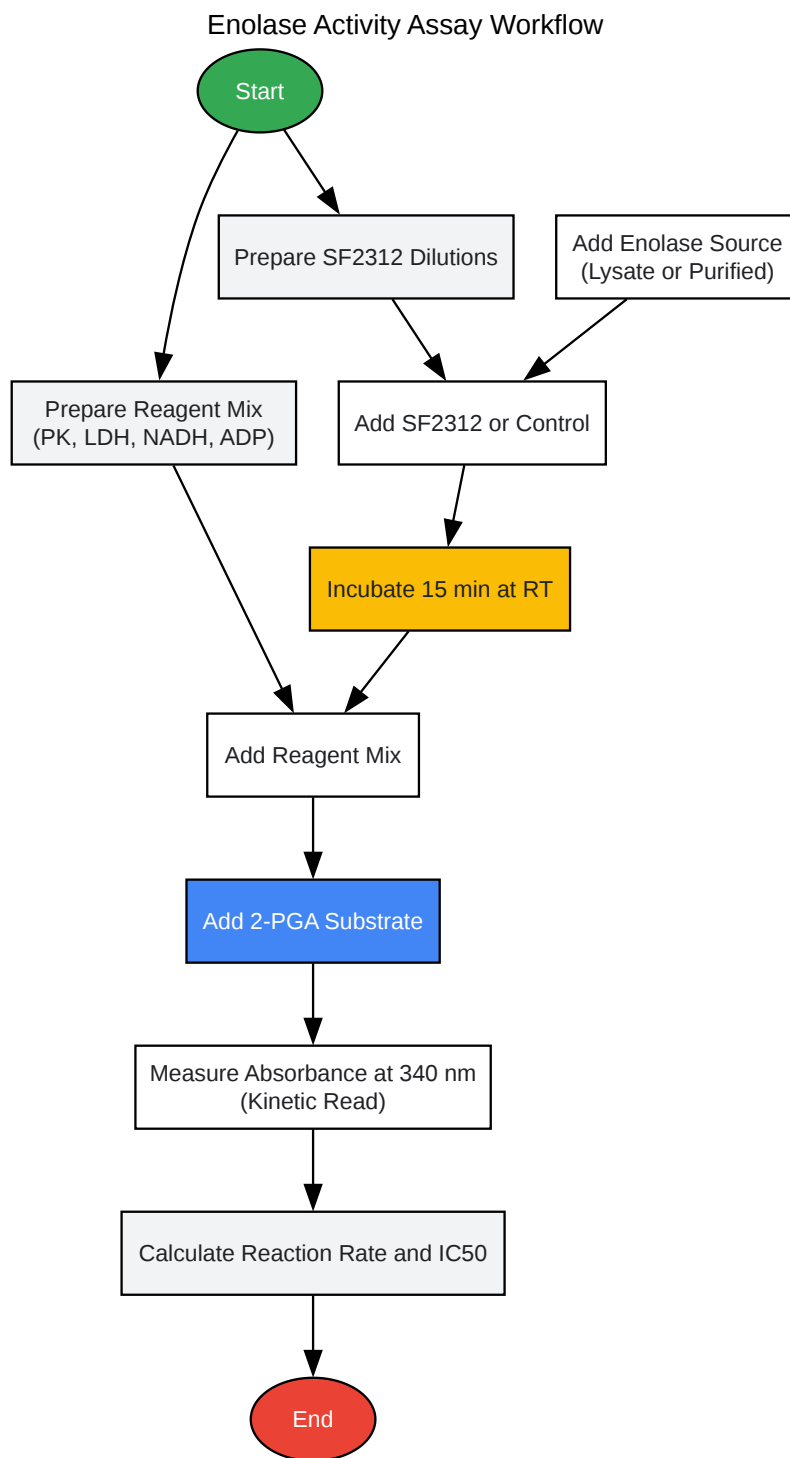 Enolase Activity Assay Workflow
Start
Prepare SF2312 Dilutions
Add Enolase Source
(Lysate or Purified)
Prepare Reagent Mix
(PK, LDH, NADH, ADP)
Add SF2312 or Control
Incubate 15 min at RT
Add Reagent Mix
Add 2-PGA Substrate
Measure Absorbance at 340 nm
(Kinetic Read)
Calculate Reaction Rate and IC50
End